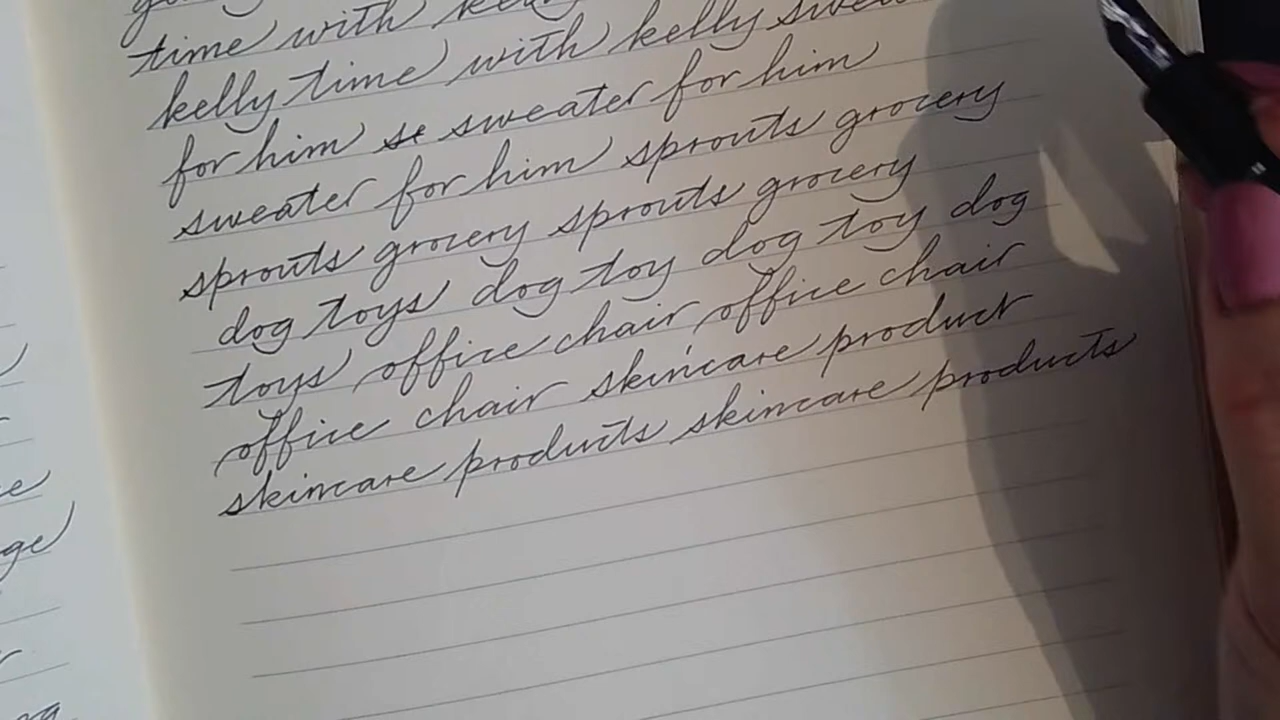 time with
kelly time with kelly
for him se sweater for him
sweater for him sprouts grocery
sprouts grocery sprouts grocery
dog toys dog toy dog toy dog
toys office chair office chair
office chair skincare product
skincare products skincare products